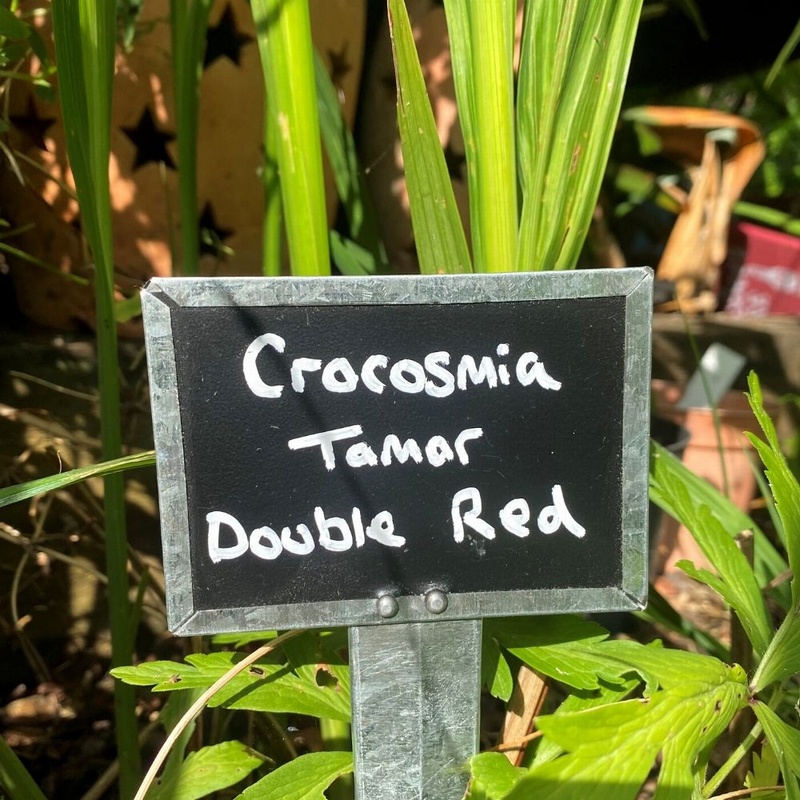 Crocosmia
Tamar
Double Red